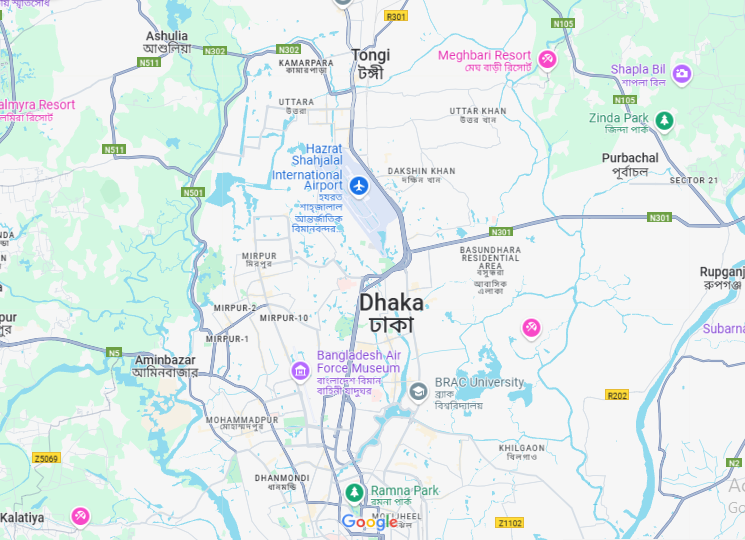 R301
N105
Ashulia
আশুলিয়া
N302
N302
Tongi
টঙ্গী
KAMARPARA
কামারপাড়া
N511
Meghbari Resort
মেঘ বাড়ী রিসোর্ট
Shapla Bil
শাপলা বিল
almyra Resort
UTTARA
উত্তরা
UTTAR KHAN
উত্তর খান
N105
Zinda Park
জিন্দা পার্ক
N511
Hazrat
Shahjalal
International
Airport
হযরত
শাহ্জালাল
আন্তর্জাতিক
বিমানবন্দর
DAKSHIN KHAN
দক্ষিণ খান
Purbachal
পূর্বাচল
SECTOR 21
N501
N301
N301
MIRPUR
মিরপুর
BASUNDHARA
RESIDENTIAL
AREA
বসুন্ধরা
আবাসিক
এলাকা
Rupganj
রুপগঞ্জ
MIRPUR-2
MIRPUR-10
Dhaka
ঢাকা
MIRPUR-1
Subarna
N5
Aminbazar
আমিনবাজার
Bangladesh Air
Force Museum
বাংলাদেশ বিমান
বাহিনী যাদুঘর
BRAC University
ব্র্যাক
বিশ্ববিদ্যালয়
R202
MOHAMMADPUR
মোহাম্মদপুর
KHILGAON
খিলগাও
Z5069
N2
DHANMONDI
ধানমন্ডি
Ramna Park
রমনা পার্ক
Kalatiya
Google
Z1102